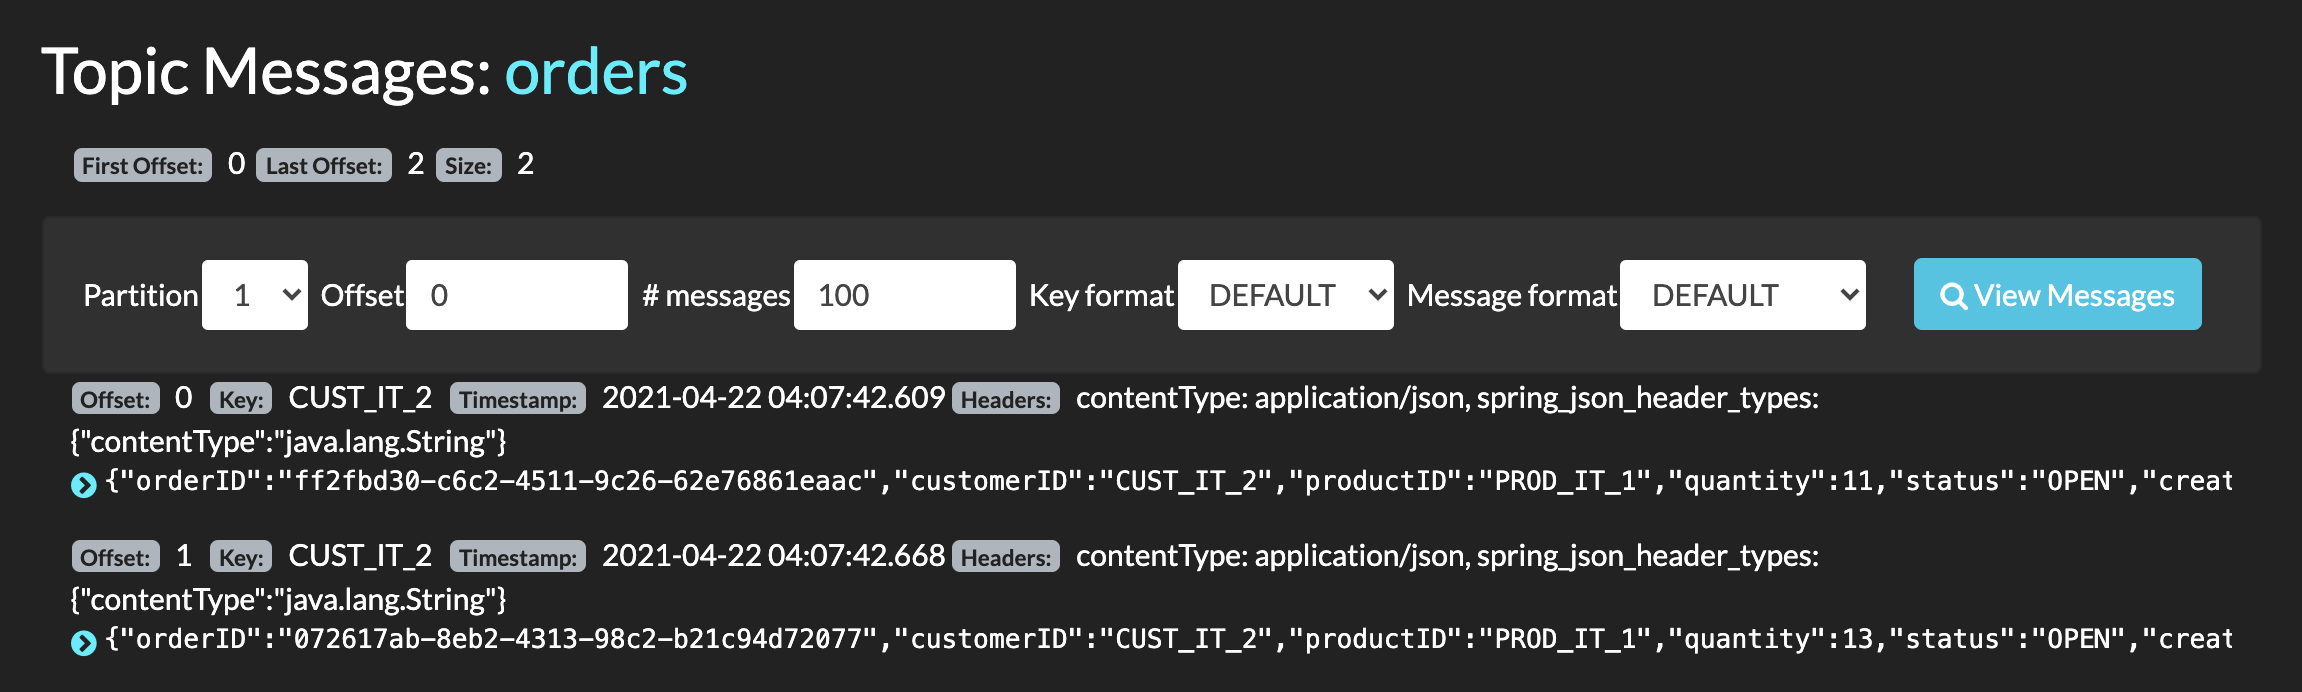 Topic Messages: orders
First Offset: 0 Last Offset: 2 Size: 2
Partition 1 Offset 0 # messages 100 Key format DEFAULT Message format DEFAULT View Messages
Offset: 0 Key: CUST_IT_2 Timestamp: 2021-04-22 04:07:42.609 Headers: contentType: application/json, spring_json_header_types:
{"contentType":"java.lang.String"}
{"orderID":"ff2fbd30-c6c2-4511-9c26-62e76861eaac","customerID":"CUST_IT_2","productID":"PROD_IT_1","quantity":11,"status":"OPEN","creat
Offset: 1 Key: CUST_IT_2 Timestamp: 2021-04-22 04:07:42.668 Headers: contentType: application/json, spring_json_header_types:
{"contentType":"java.lang.String"}
{"orderID":"072617ab-8eb2-4313-98c2-b21c94d72077","customerID":"CUST_IT_2","productID":"PROD_IT_1","quantity":13,"status":"OPEN","creat